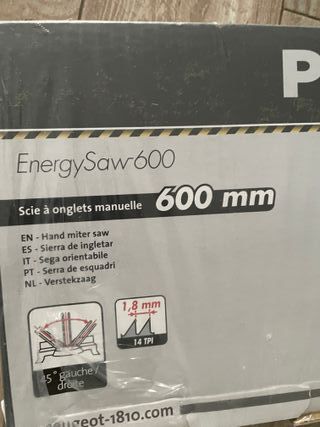 P
EnergySaw-600
Scie à onglets manuelle 600 mm
EN - Hand miter saw
ES - Sierra de ingletar
IT - Sega orientabile
PT - Serra de esquadri
NL - Verstekzaag
1,8 mm
14 TPI
45° gauche /
droite
eugeot-1810.com